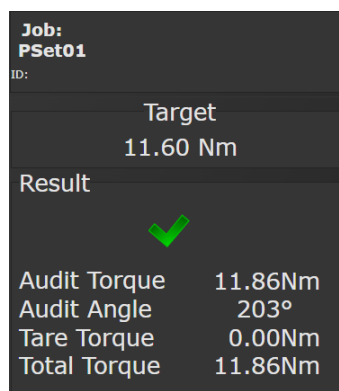 Job:
PSet01
ID:
Target
11.60 Nm
Result
Audit Torque 11.86Nm
Audit Angle 203°
Tare Torque 0.00Nm
Total Torque 11.86Nm